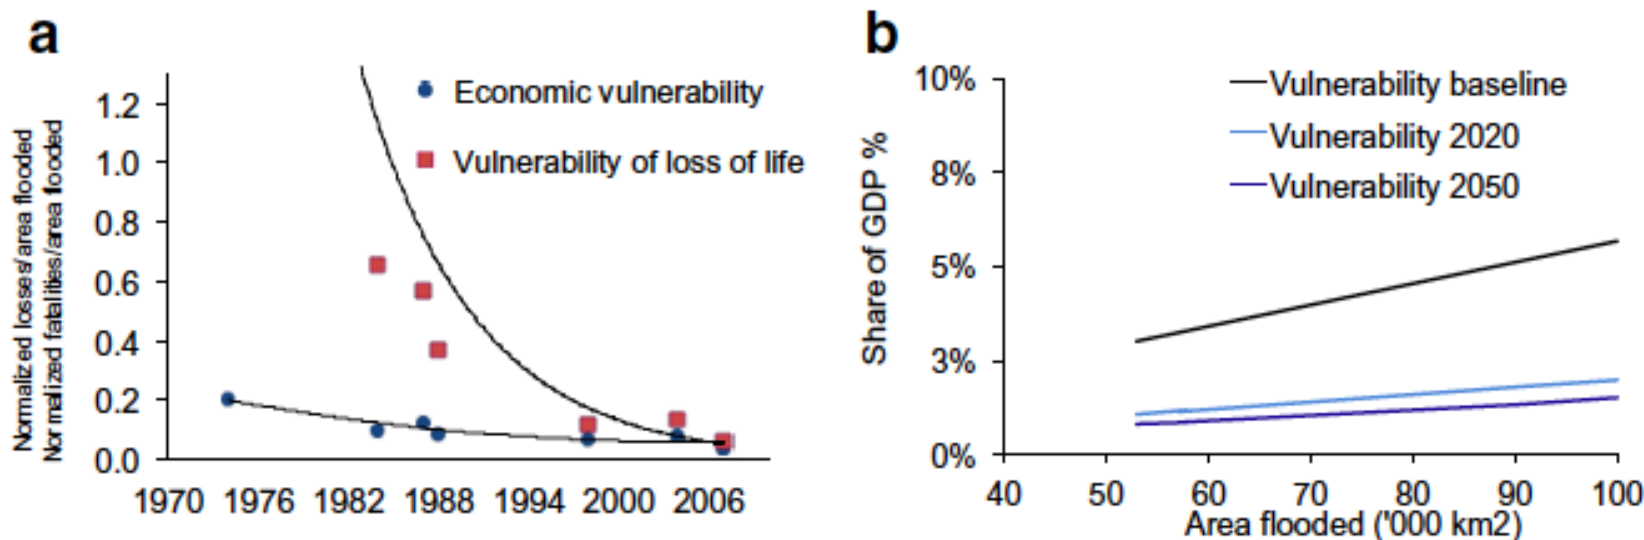 a
Economic vulnerability
Vulnerability of loss of life
Normalized losses/area flooded
Normalized fatalities/area flooded
1.2
1.0
0.8
0.6
0.4
0.2
0.0
1970 1976 1982 1988 1994 2000 2006
b
Vulnerability baseline
Vulnerability 2020
Vulnerability 2050
Share of GDP %
10%
8%
5%
3%
0%
40 50 60 70 80 90 100
Area flooded ('000 km2)